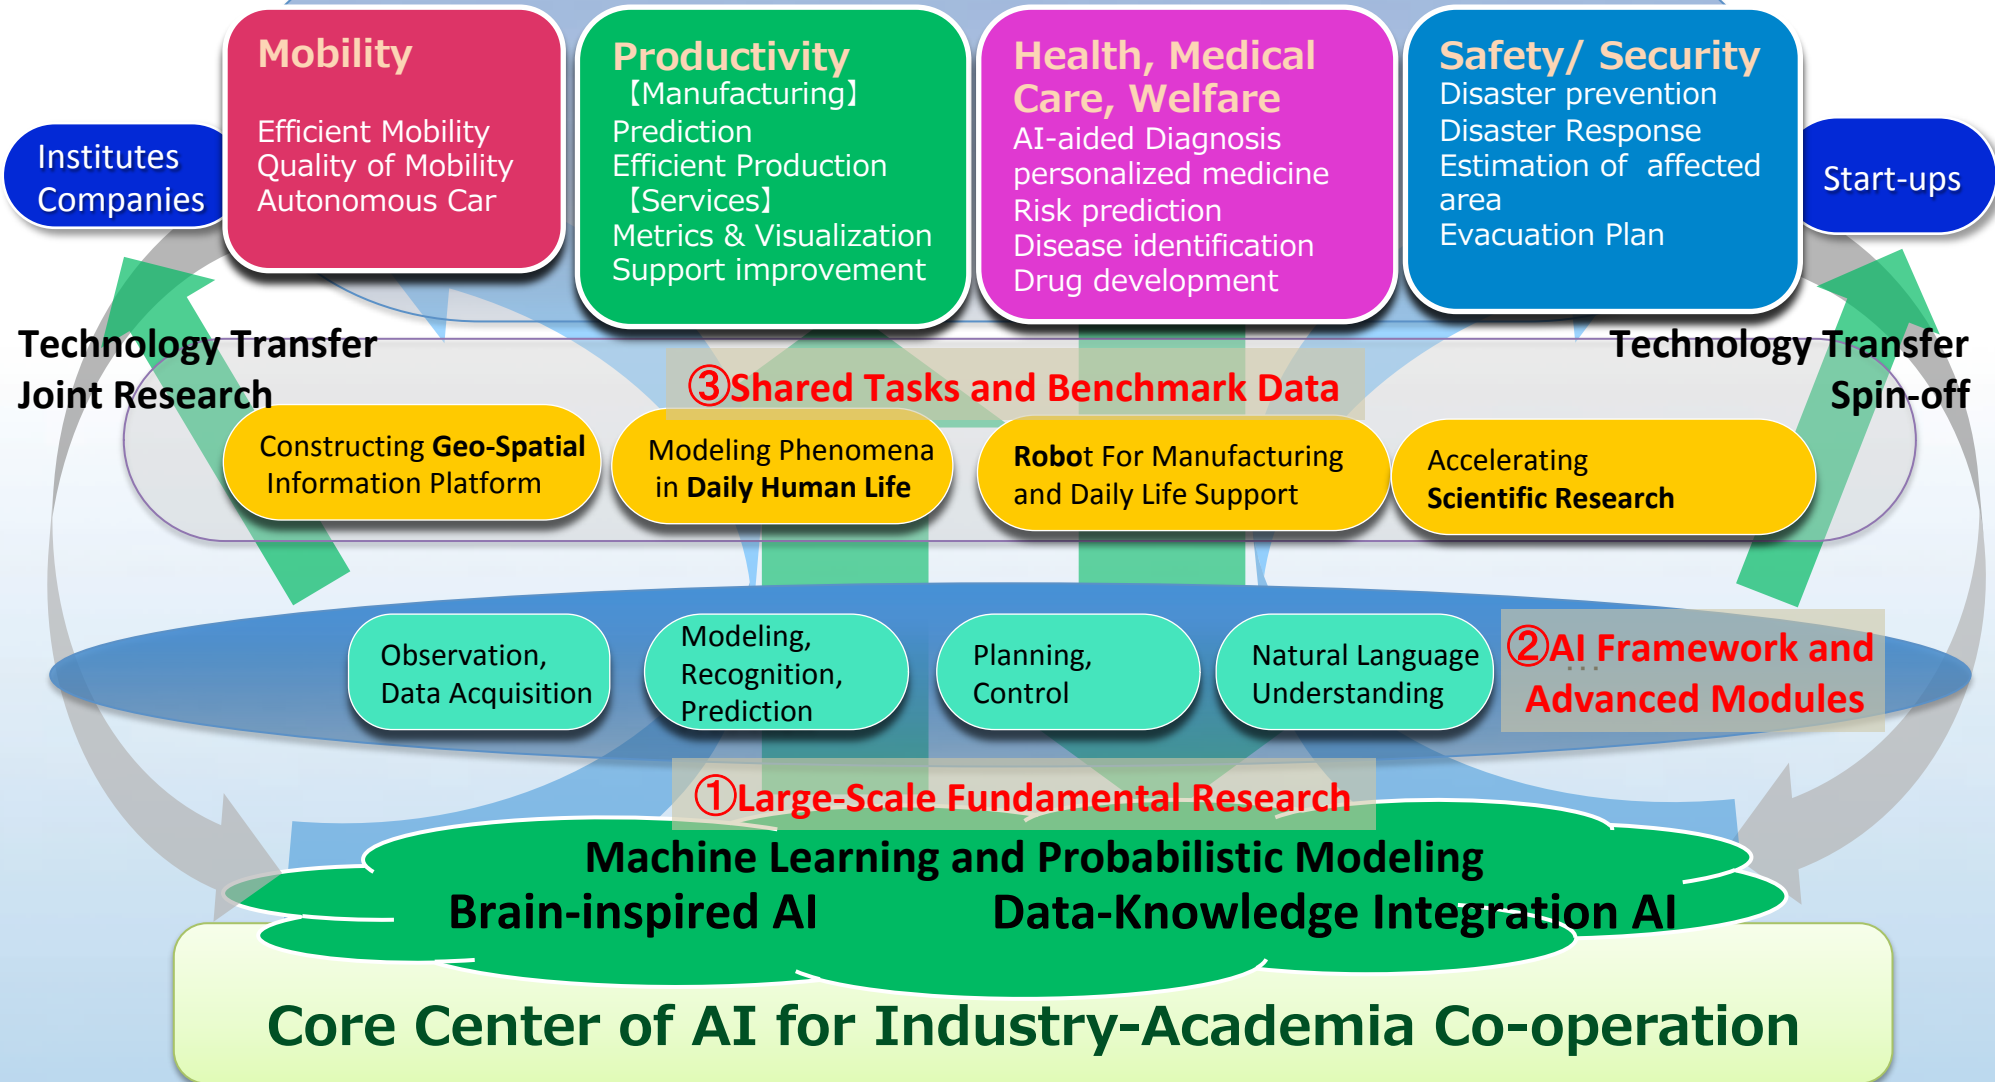 Mobility
Efficient Mobility
Quality of Mobility
Autonomous Car
Productivity
【Manufacturing】
Prediction
Efficient Production
【Services】
Metrics & Visualization
Support improvement
Health, Medical
Care, Welfare
AI-aided Diagnosis
personalized medicine
Risk prediction
Disease identification
Drug development
Safety/ Security
Disaster prevention
Disaster Response
Estimation of affected
area
Evacuation Plan
Institutes
Companies
Start-ups
Technology Transfer
Joint Research
Technology Transfer
Spin-off
③Shared Tasks and Benchmark Data
Constructing Geo-Spatial
Information Platform
Modeling Phenomena
in Daily Human Life
Robot For Manufacturing
and Daily Life Support
Accelerating
Scientific Research
Observation,
Data Acquisition
Modeling,
Recognition,
Prediction
Planning,
Control
Natural Language
Understanding
...
②AI Framework and
Advanced Modules
①Large-Scale Fundamental Research
Machine Learning and Probabilistic Modeling
Brain-inspired AI
Data-Knowledge Integration AI
Core Center of AI for Industry-Academia Co-operation